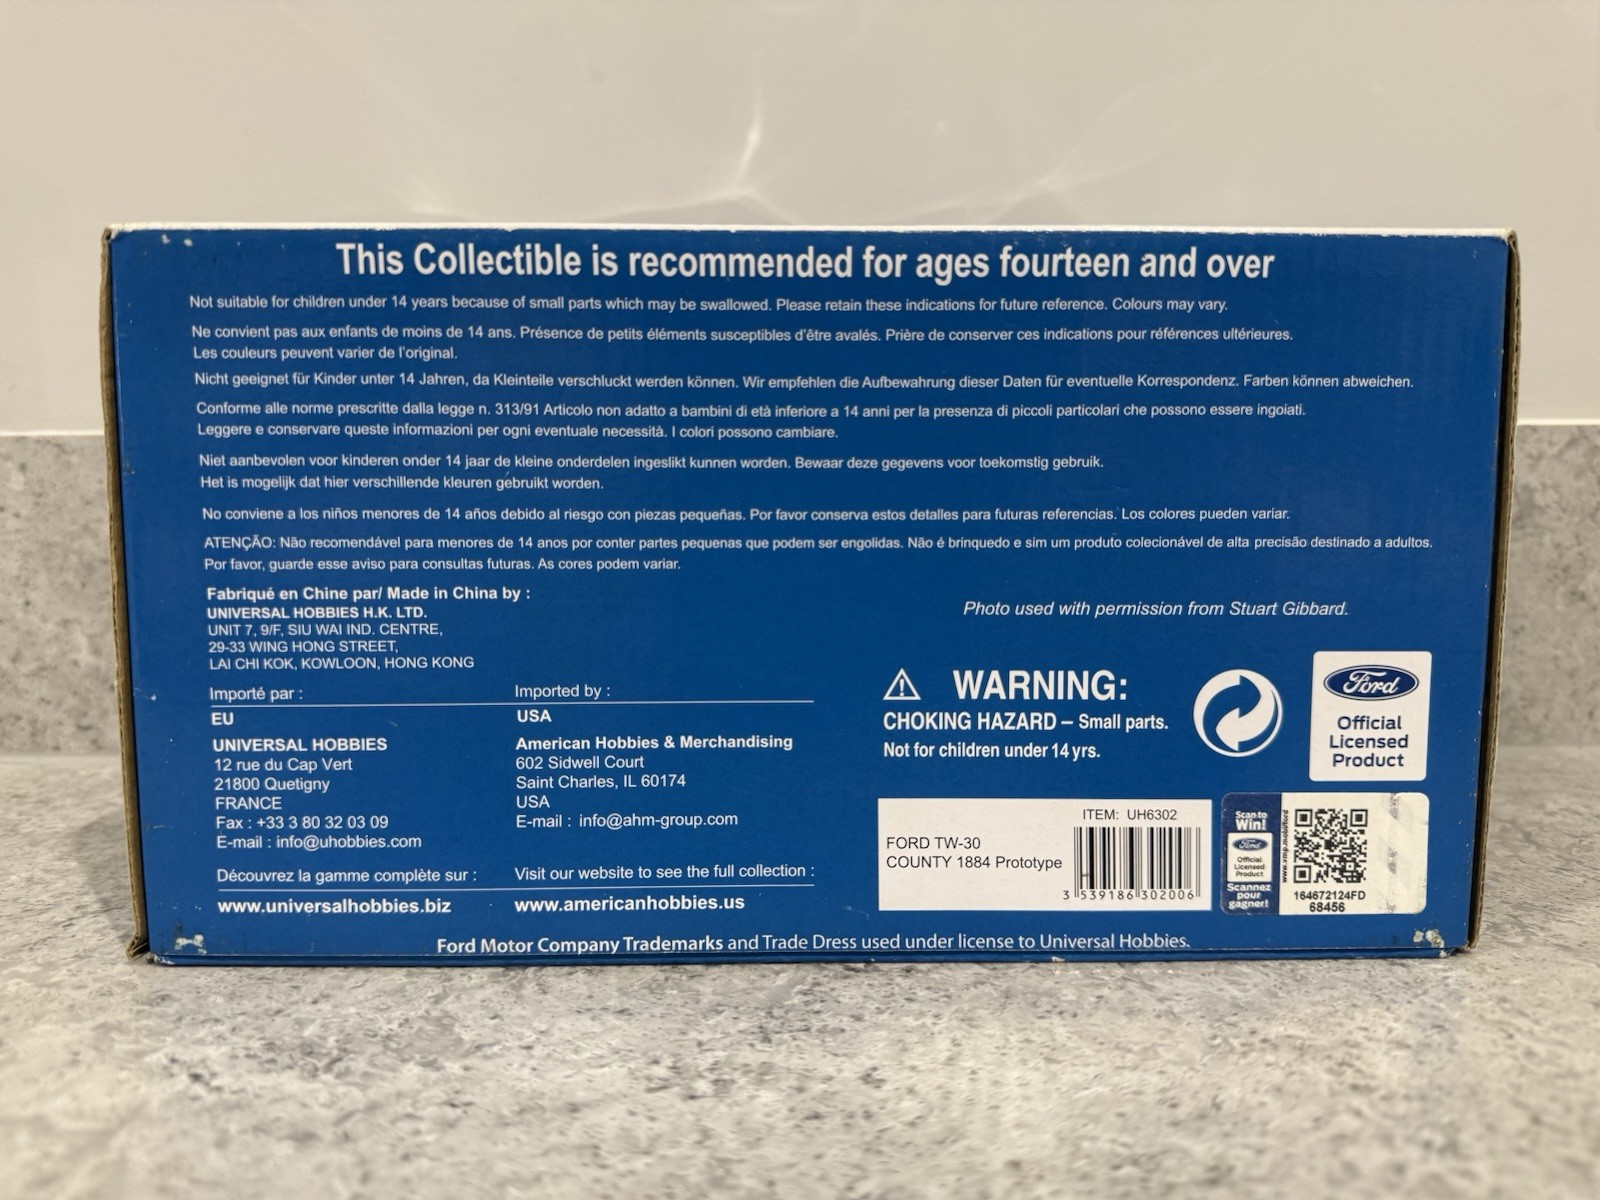 This Collectible is recommended for ages fourteen and over
Not suitable for children under 14 years because of small parts which may be swallowed. Please retain these indications for future reference. Colours may vary.
Ne convient pas aux enfants de moins de 14 ans. Présence de petits éléments susceptibles d'être avalés. Prière de conserver ces indications pour références ultérieures.
Les couleurs peuvent varier de l'original.
Nicht geeignet für Kinder unter 14 Jahren, da Kleinteile verschluckt werden können. Wir empfehlen die Aufbewahrung dieser Daten für eventuelle Korrespondenz. Farben können abweichen.
Conforme alle norme prescritte dalla legge n. 313/91 Articolo non adatto a bambini di età inferiore a 14 anni per la presenza di piccoli particolari che possono essere ingoiati.
Leggere e conservare queste informazioni per ogni eventuale necessità. I colori possono cambiare.
Niet aanbevolen voor kinderen onder 14 jaar de kleine onderdelen ingeslikt kunnen worden. Bewaar deze gegevens voor toekomstig gebruik.
Het is mogelijk dat hier verschillende kleuren gebruikt worden.
No conviene a los niños menores de 14 años debido al riesgo con piezas pequeñas. Por favor conserva estos detalles para futuras referencias. Los colores pueden variar.
ATENÇÃO: Não recomendável para menores de 14 anos por conter partes pequenas que podem ser engolidas. Não é brinquedo e sim um produto colecionável de alta precisão destinado a adultos.
Por favor, guarde esse aviso para consultas futuras. As cores podem variar.
Fabriqué en Chine par/ Made in China by :
UNIVERSAL HOBBIES H.K. LTD.
UNIT 7, 9/F, SIU WAI IND. CENTRE,
29-33 WING HONG STREET,
LAI CHI KOK, KOWLOON, HONG KONG
Importé par :
EU
UNIVERSAL HOBBIES
12 rue du Cap Vert
21800 Quetigny
FRANCE
Fax : +33 3 80 32 03 09
E-mail : info@uhobbies.com
Découvrez la gamme complète sur :
www.universalhobbies.biz
Imported by :
USA
American Hobbies & Merchandising
602 Sidwell Court
Saint Charles, IL 60174
USA
E-mail : info@ahm-group.com
Visit our website to see the full collection :
www.americanhobbies.us
Photo used with permission from Stuart Gibbard.
WARNING:
CHOKING HAZARD – Small parts.
Not for children under 14 yrs.
Ford
Official
Licensed
Product
ITEM: UH6302
FORD TW-30
COUNTY 1884 Prototype
3 539186 302006
Scan to
Win!
Ford
Official
Licensed
Product
Scannez
pour
gagner!
www.vmp.mobi/ford
164672124FD
68456
Ford Motor Company Trademarks and Trade Dress used under license to Universal Hobbies.